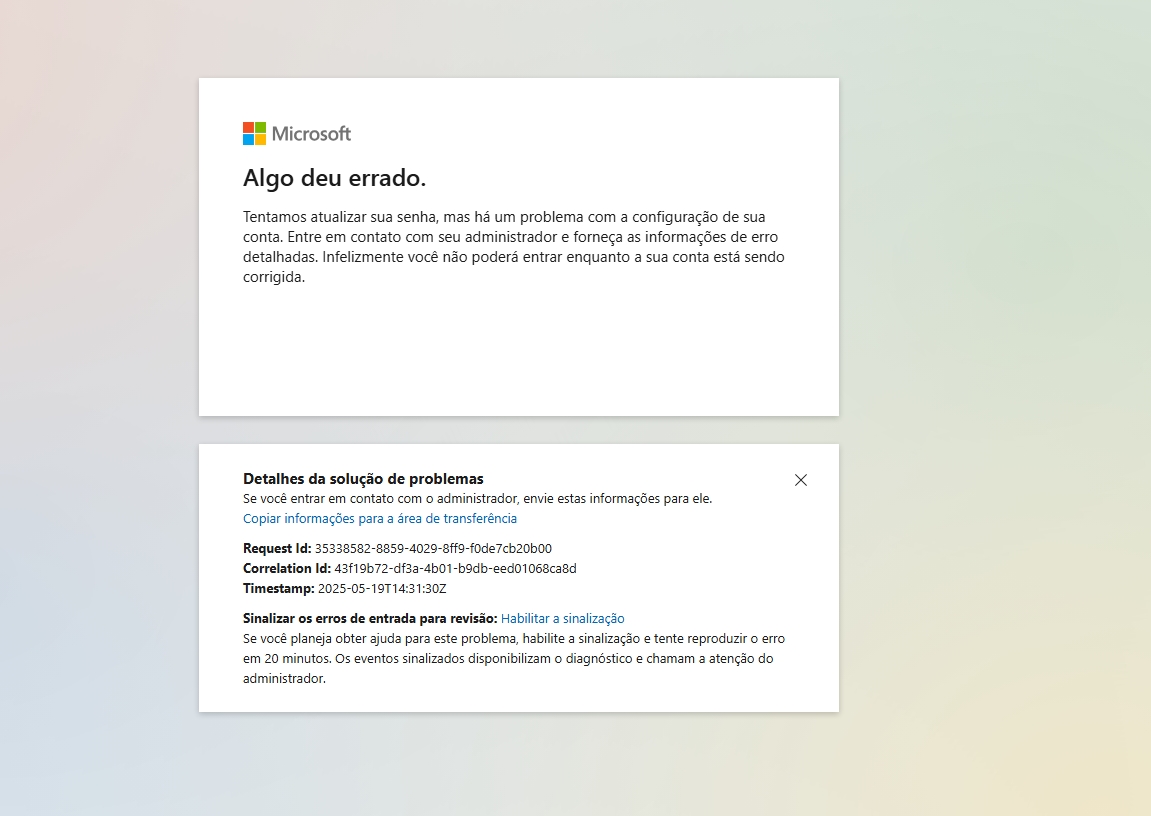 Microsoft
Algo deu errado.
Tentamos atualizar sua senha, mas há um problema com a configuração de sua
conta. Entre em contato com seu administrador e forneça as informações de erro
detalhadas. Infelizmente você não poderá entrar enquanto a sua conta está sendo
corrigida.
Detalhes da solução de problemas
Se você entrar em contato com o administrador, envie estas informações para ele.
Copiar informações para a área de transferência
Request Id: 35338582-8859-4029-8ff9-f0de7cb20b00
Correlation Id: 43f19b72-df3a-4b01-b9db-eed01068ca8d
Timestamp: 2025-05-19T14:31:30Z
Sinalizar os erros de entrada para revisão: Habilitar a sinalização
Se você planeja obter ajuda para este problema, habilite a sinalização e tente reproduzir o erro
em 20 minutos. Os eventos sinalizados disponibilizam o diagnóstico e chamam a atenção do
administrador.